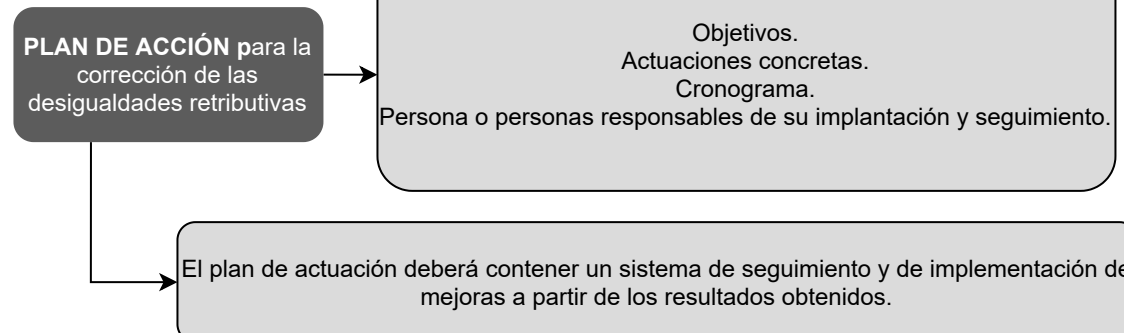 PLAN DE ACCIÓN para la
corrección de las
desigualdades retributivas
Objetivos.
Actuaciones concretas.
Cronograma.
Persona o personas responsables de su implantación y seguimiento.
El plan de actuación deberá contener un sistema de seguimiento y de implementación de
mejoras a partir de los resultados obtenidos.